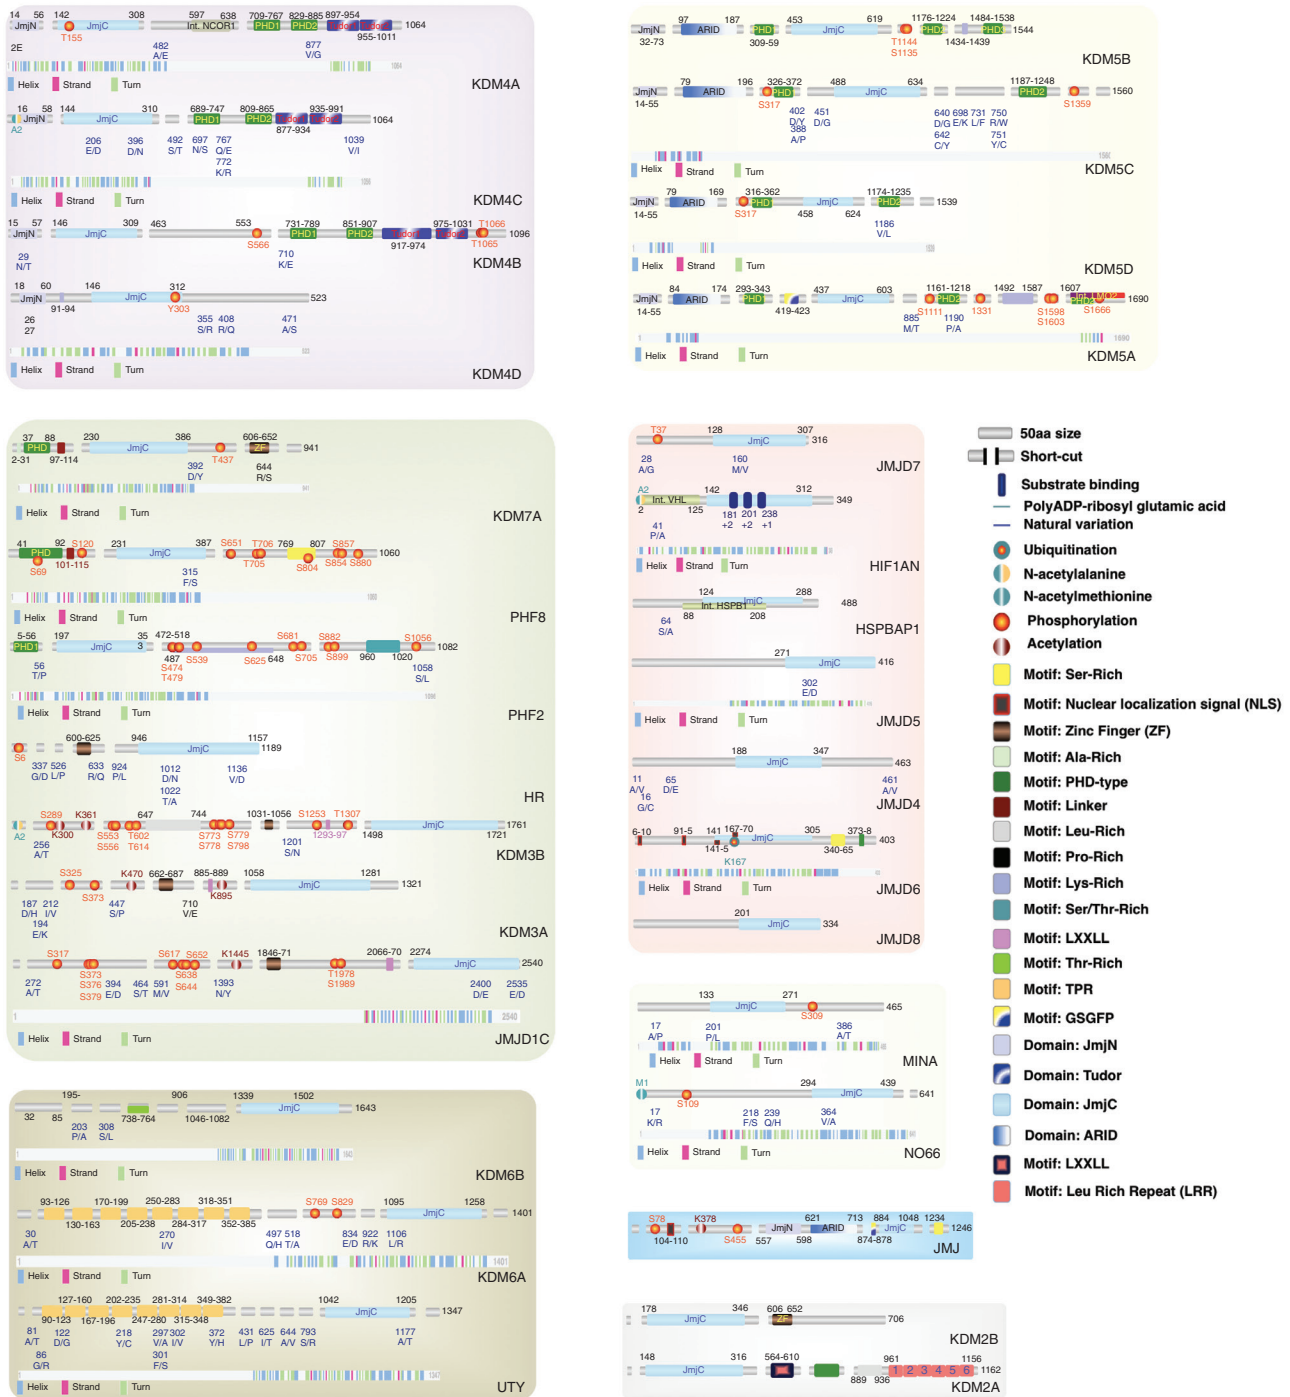 14 56 142 308 597 638 709-767 829-885 897-954
JmjN JmjC Int. NCOR1 PHD1 PHD2 Tudor Tudor 1064
T155 955-1011
2E 482 877
A/E V/G
1 1064
KDM4A
Helix Strand Turn
16 58 144 310 689-747 809-865 935-991
JmjN JmjC PHD1 PHD2 1064
A2 877-934
206 396 492 697 767 1039
E/D D/N S/T N/S Q/E V/I
772
K/R
KDM4C
Helix Strand Turn
15 57 146 309 463 553 731-789 851-907 975-1031 T1066
JmjN JmjC PHD1 PHD2 1096
S566 917-974 T1065
29 710
N/T K/E
KDM4B
18 60 146 312
JmjN JmjC 523
91-94 Y303
26 355 408 471
27 S/R R/Q A/S
Helix Strand Turn
KDM4D
97 187 453 619 1176-1224 1484-1538
JmjN ARID PHD 1544
32-73 309-59 T1144 1434-1439
S1135
KDM5B
79 196 326-372 488 634 1187-1248
JmjN ARID PHD JmjC PHD2 1560
14-55 S317 S1359
402 451 640 698 731 750
D/Y D/G D/G E/K L/F R/W
388 642 751
A/P C/Y Y/C
1 1560
KDM5C
Helix Strand Turn
79 169 316-362 1174-1235
JmjN ARID PHD1 JmjC PHD2 1539
14-55 S317 458 624
1186
V/L
KDM5D
Helix Strand Turn
84 174 293-343 437 603 1161-1218 1492 1587 1607
JmjN ARID PHD1 JmjC PHD2 1690
14-55 419-423 S1111 1331 S1598 S1666
S1603
885 1190
M/T P/A
1 1690
KDM5A
Helix Strand Turn
37 88 230 386 606-652
PHD JmjC ZF 941
2-31 97-114 T437
392 644
D/Y R/S
KDM7A
Helix Strand Turn
41 92 S120 231 387 S651 T706 769 807 S857
PHD JmjC 1060
S69 101-115 T705 S804 S854 S880
315
F/S
Helix Strand Turn
PHF8
5-56 197 35 472-518 S681 S882 S1056
PHD1 JmjC 3 1082
487 S539 S625 648 S705 S899 960 1020
S474
T479
56 1058
T/P S/L
Helix Strand Turn
PHF2
600-625 946 1157
JmjC 1189
S6
337 526 633 924 1012 1136
G/D L/P R/Q P/L D/N V/D
1022
T/A
HR
S289 K361 647 744 1031-1056 S1253 T1307
JmjC 1761
A2 K300 S553 T602 S773 S779 1293-97 1498 1721
S556 T614 S778 S798
256 1201
A/T S/N
KDM3B
S325 K470 662-687 885-889 1058 1281
JmjC 1321
S373 K895
187 212 447 710
D/H I/V S/P V/E
194
E/K
KDM3A
S317 S617 S652 K1445 1846-71 2066-70 2274
JmjC 2540
S373 S638 T1978
S376 S644 S1989
S379
272 394 464 591 1393 2400 2535
A/T E/D S/T M/V N/Y D/E E/D
1 2540
Helix Strand Turn
JMJD1C
195- 906 1339 1502
JmjC 1643
32 85 738-764 1046-1082
203 308
P/A S/L
KDM6B
Helix Strand Turn
93-126 170-199 250-283 318-351 S769 S829 1095 1258
JmjC 1401
130-163 205-238 284-317 352-385
30 270 497 518 834 922 1106
A/T I/V Q/H T/A E/D R/K L/R
1 1401
KDM6A
Helix Strand Turn
127-160 202-235 281-314 349-382 1042 1205
JmjC 1347
90-123 167-196 247-280 315-348
81 122 218 297 302 372 431 625 644 793 1177
A/T D/G Y/C V/A I/V Y/H L/P I/T A/V S/R A/T
86 301
G/R F/S
Helix Strand Turn
UTY
T37 128 307
JmjC 316
28 160
A/G M/V
JMJD7
A2 142 312
Int. VHL 349
2 125 181 201 238
+2 +2 +1
41
P/A
Helix Strand Turn
HIF1AN
124 288
JmjC
Int. HSPB1 488
88 208
64
S/A
HSPBAP1
271
JmjC 416
302
E/D
Helix Strand Turn
JMJD5
188 347
JmjC 463
11 65 461
A/V D/E A/V
16
G/C
JMJD4
6-10 91-5 141 167-70 305 373-8
JmjC 403
141-5 340-65
K167
JMJD6
Helix Strand Turn
201
JmjC 334
JMJD8
133 271
JmjC 465
S309
17 201 386
A/P P/L A/T
MINA
Helix Strand Turn
M1 294 439
JmjC 641
S109
17 218 239 364
K/R F/S Q/H V/A
NO66
Helix Strand Turn
S78 K378 621 713 884 1048 1234
JmjN ARID JmjC 1246
104-110 S455 557 598 874-878
JMJ
178 346 606 652
JmjC ZF 706
KDM2B
148 316 564-610 961 1156
JmjC 1 2 3 4 5 6 1162
889 936
KDM2A
50aa size
Short-cut
Substrate binding
PolyADP-ribosyl glutamic acid
Natural variation
Ubiquitination
N-acetylalanine
N-acetylmethionine
Phosphorylation
Acetylation
Motif: Ser-Rich
Motif: Nuclear localization signal (NLS)
Motif: Zinc Finger (ZF)
Motif: Ala-Rich
Motif: PHD-type
Motif: Linker
Motif: Leu-Rich
Motif: Pro-Rich
Motif: Lys-Rich
Motif: Ser/Thr-Rich
Motif: LXXLL
Motif: Thr-Rich
Motif: TPR
Motif: GSGFP
Domain: JmjN
Domain: Tudor
Domain: JmjC
Domain: ARID
Motif: LXXLL
Motif: Leu Rich Repeat (LRR)